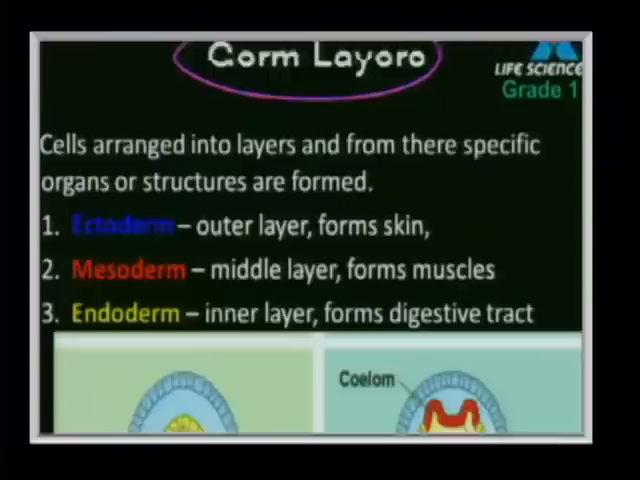 Germ Layers
LIFE SCIENCE
Grade 1
Cells arranged into layers and from there specific
organs or structures are formed.
1. Ectoderm – outer layer, forms skin,
2. Mesoderm – middle layer, forms muscles
3. Endoderm – inner layer, forms digestive tract
Coelom